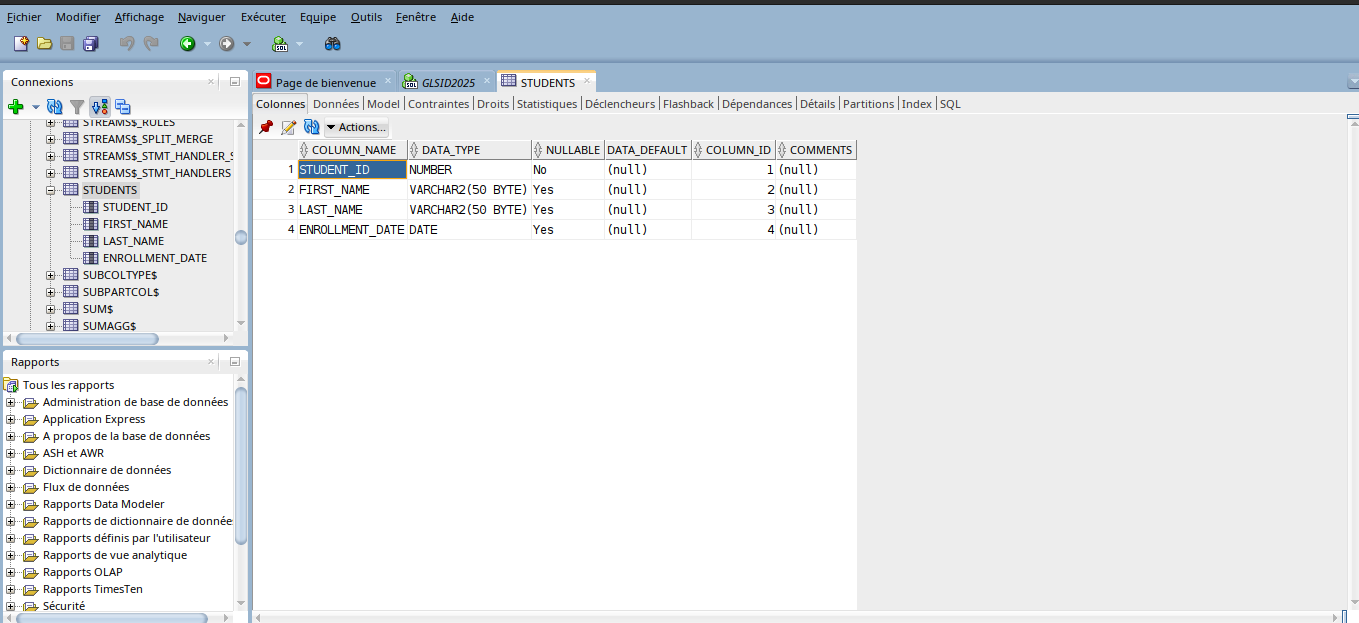 Fichier Modifier Affichage Naviguer Exécuter Equipe Outils Fenêtre Aide
SQL
Connexions
STREAMS$_RULES
STREAMS$_SPLIT_MERGE
STREAMS$_STMT_HANDLER_S
STREAMS$_STMT_HANDLERS
STUDENTS
STUDENT_ID
FIRST_NAME
LAST_NAME
ENROLLMENT_DATE
SUBCOLTYPE$
SUBPARTCOL$
SUM$
SUMAGG$
Rapports
Tous les rapports
Administration de base de données
Application Express
A propos de la base de données
ASH et AWR
Dictionnaire de données
Flux de données
Rapports Data Modeler
Rapports de dictionnaire de donnée
Rapports définis par l'utilisateur
Rapports de vue analytique
Rapports OLAP
Rapports TimesTen
Sécurité
Page de bienvenue SQL GLSID2025 STUDENTS
Colonnes Données Model Contraintes Droits Statistiques Déclencheurs Flashback Dépendances Détails Partitions Index SQL
Actions...
COLUMN_NAME DATA_TYPE NULLABLE DATA_DEFAULT COLUMN_ID COMMENTS
1 STUDENT_ID NUMBER No (null) 1 (null)
2 FIRST_NAME VARCHAR2(50 BYTE) Yes (null) 2 (null)
3 LAST_NAME VARCHAR2(50 BYTE) Yes (null) 3 (null)
4 ENROLLMENT_DATE DATE Yes (null) 4 (null)